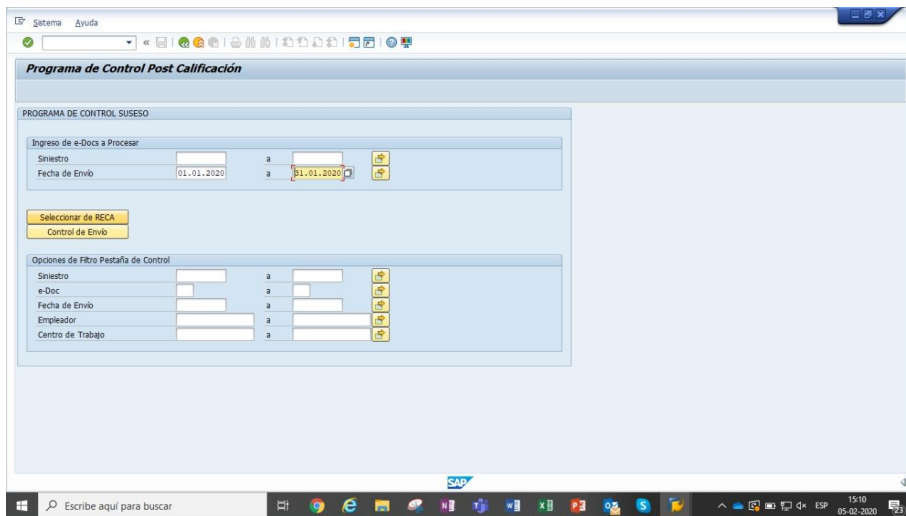 Sistema Ayuda
Programa de Control Post Calificación
PROGRAMA DE CONTROL SUSESO
Ingreso de e-Docs a Procesar
Siniestro a
Fecha de Envío 01.01.2020 a 31.01.2020
Seleccionar de RECA
Control de Envío
Opciones de Filtro Pestaña de Control
Siniestro a
e-Doc a
Fecha de Envío a
Empleador a
Centro de Trabajo a
SAP
Escribe aquí para buscar
ESP
15:10
05-02-2020
23